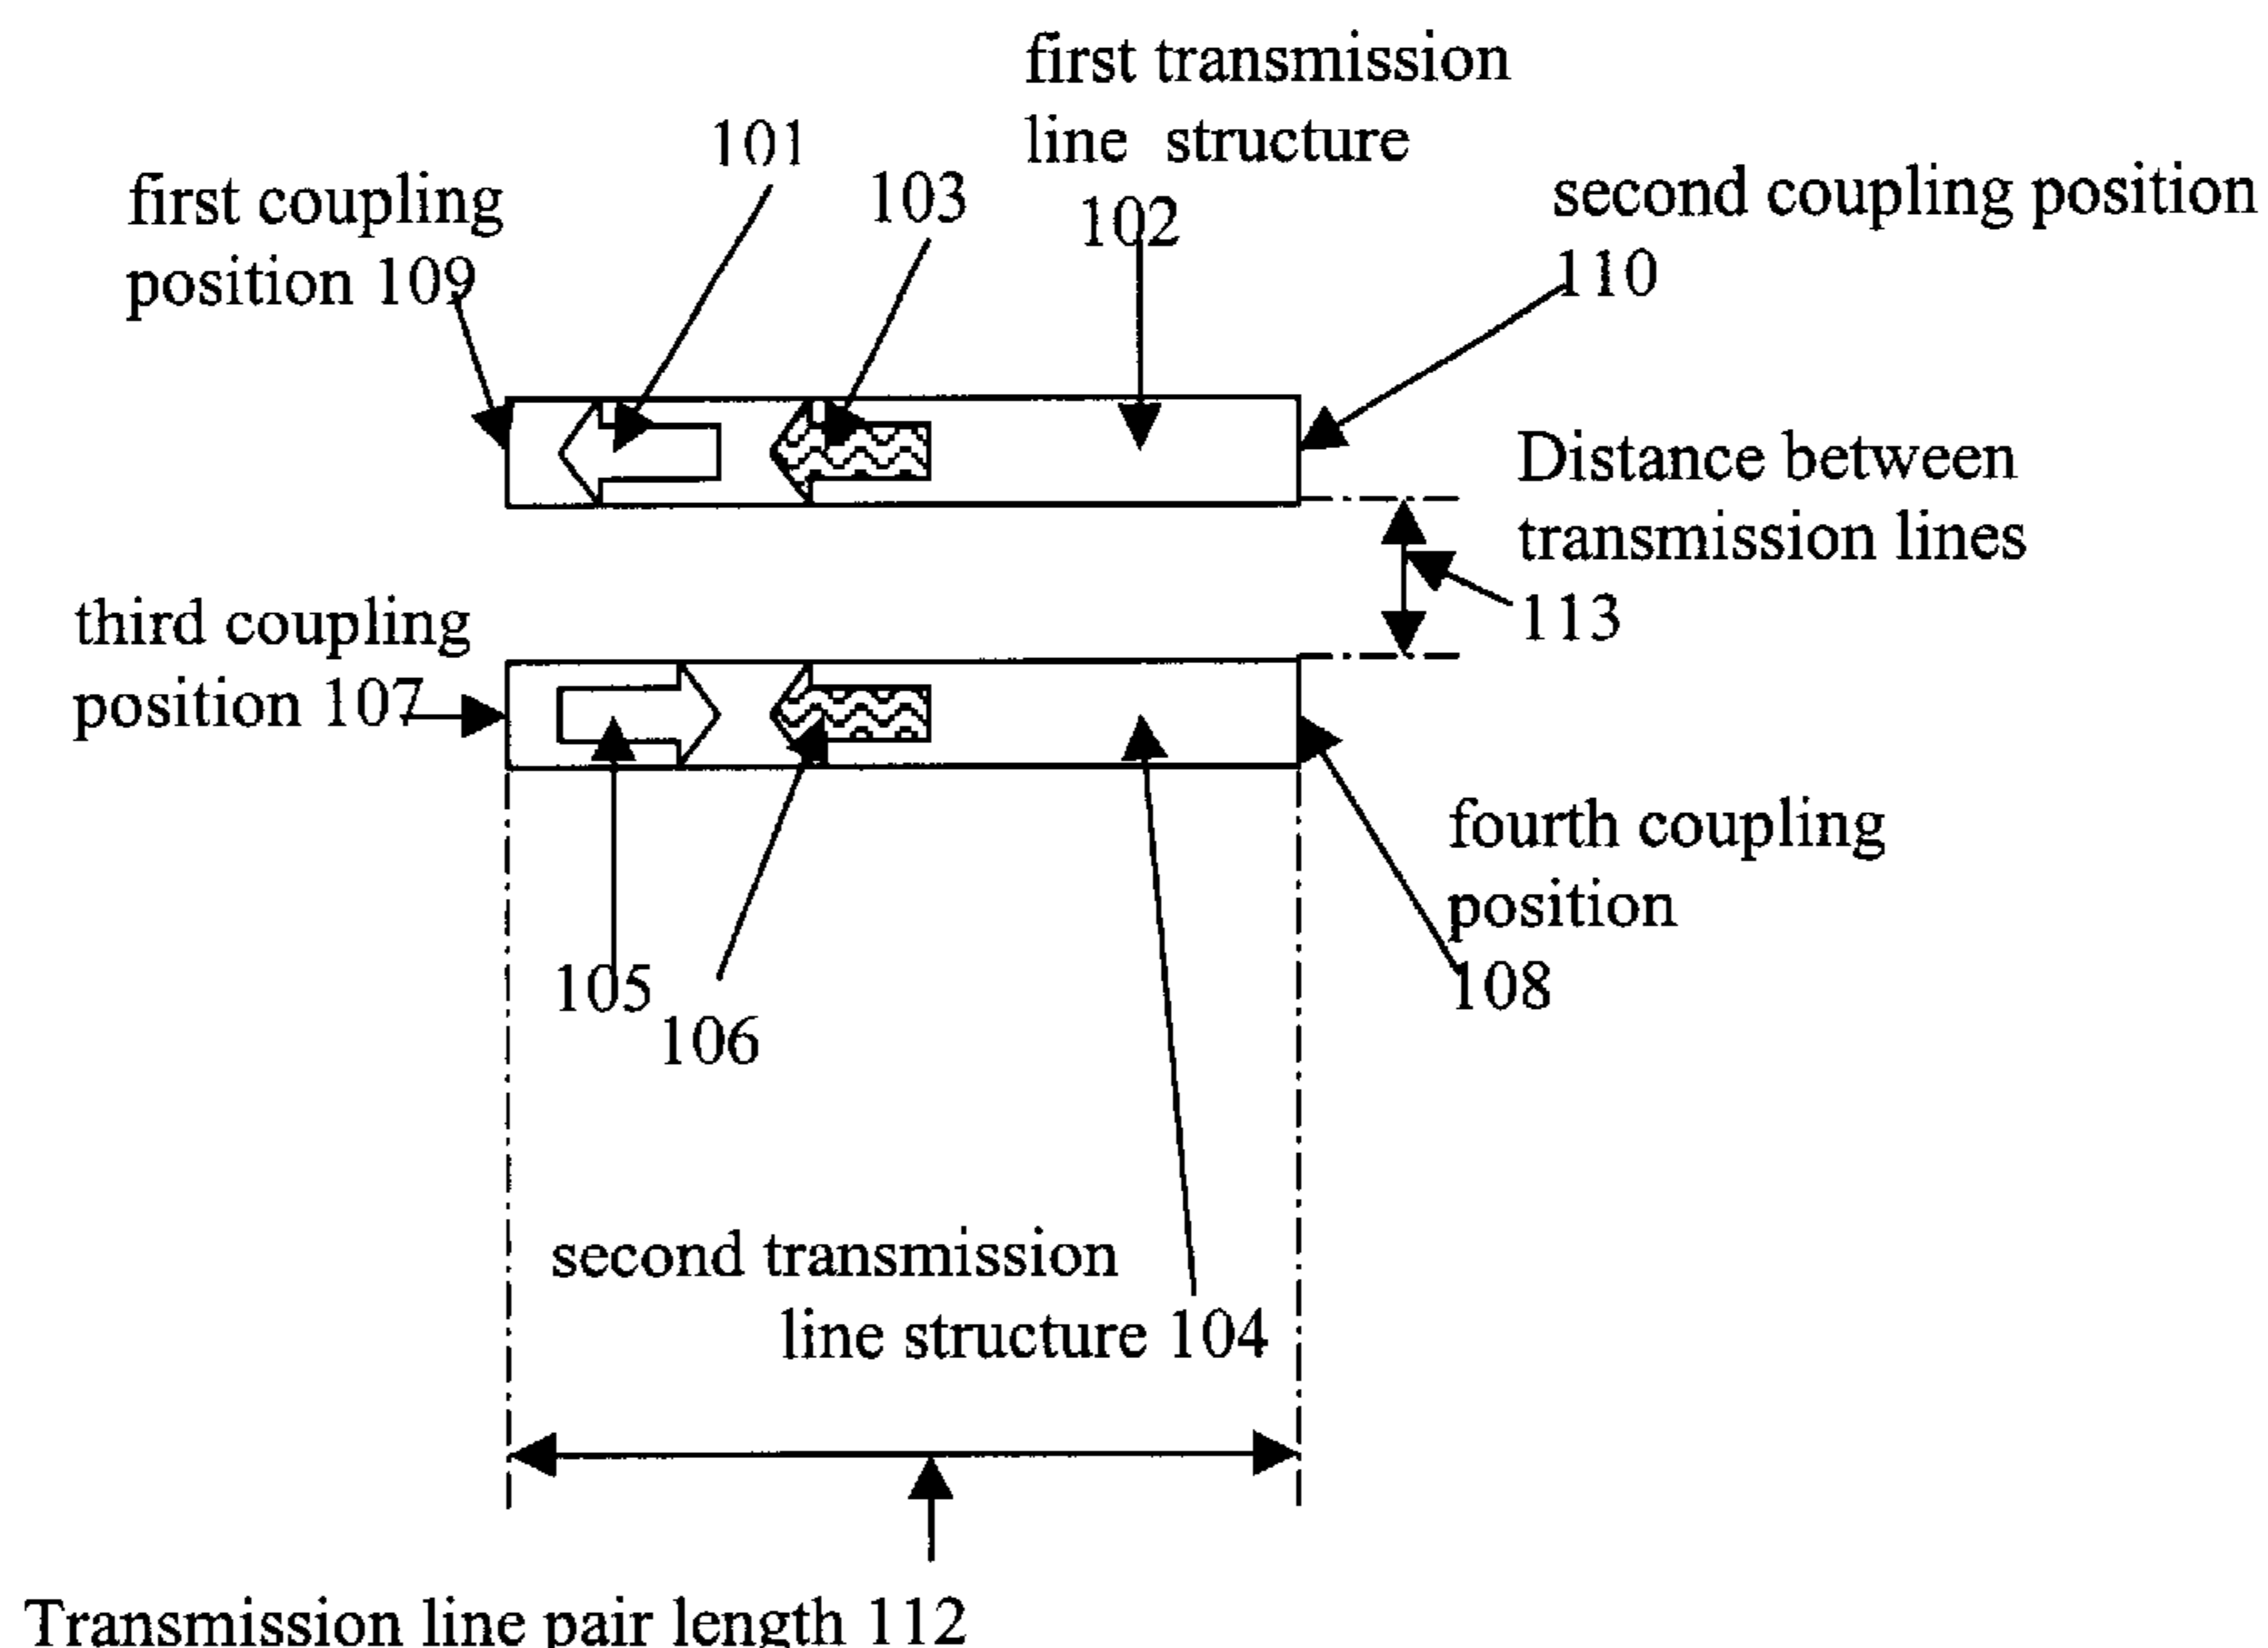 first transmission
line structure
102
101
103
first coupling
position 109
second coupling position
110
Distance between
transmission lines
113
third coupling
position 107
fourth coupling
position
108
105
106
second transmission
line structure 104
Transmission line pair length 112